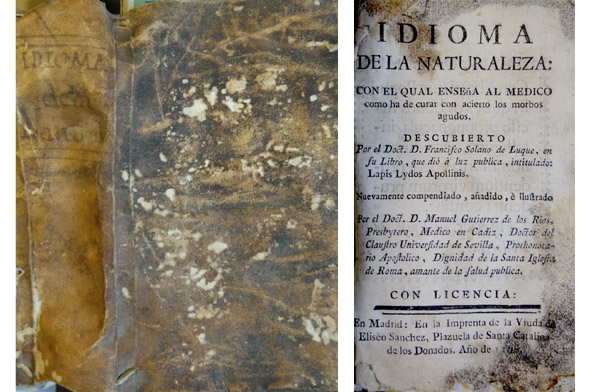 IDIOMA
DE LA NATURALEZA:
CON EL QUAL ENSEñA AL MEDICO
como ha de curar con acierto los morbos
agudos.
DESCUBIERTO
Por el Doct. D. Franciſco Solano de Luque, en
ſu Libro, que diò à luz publica, intitulado:
Lapis Lydos Apollinis.
Nuevamente compendiado, añadido, è iluſtrado
Por el Doct. D. Manuel Gutierrez de los Rios,
Presbytero, Medico en Cadiz, Doctor del
Clauſtro Univerſidad de Sevilla, Prothonota-
rio Apoſtolico, Dignidad de la Santa Igleſia
de Roma, amante de la ſalud publica.
CON LICENCIA:
En Madrid: En la Imprenta de la Viuda de
Eliſeo Sanchez, Plazuela de Santa Catalina
de los Donados. Año de